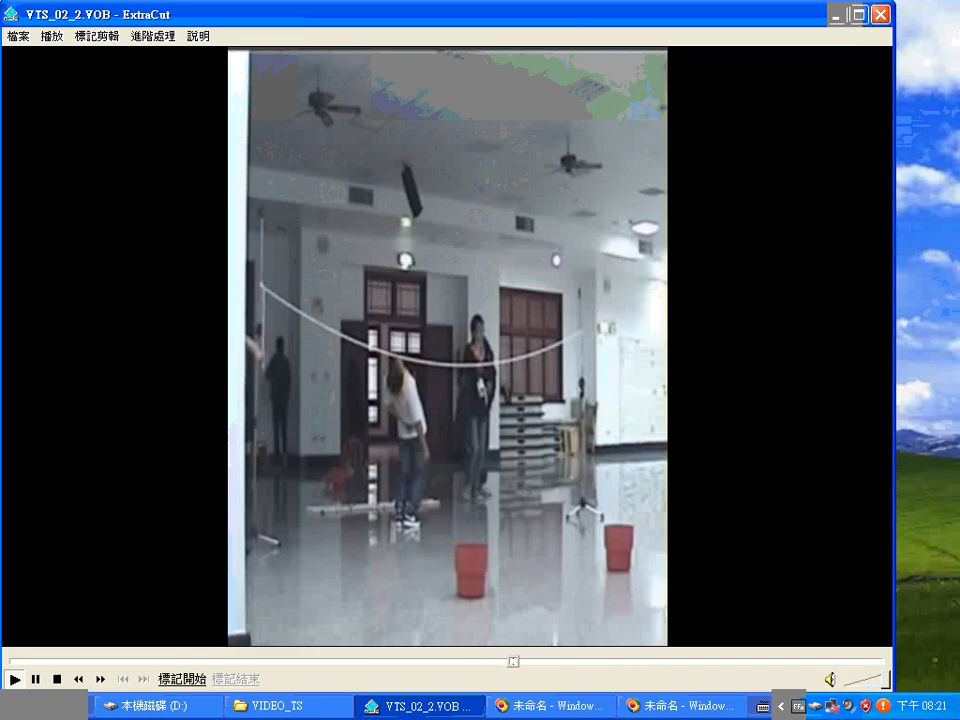 VTS_02_2.VOB - ExtraCut
檔案 播放 標記剪輯 進階處理 說明
標記開始 標記結束
本機磁碟 (D:) VIDEO_TS VTS_02_2.VOB ... 未命名 - Window... 未命名 - Window... 下午 08:21